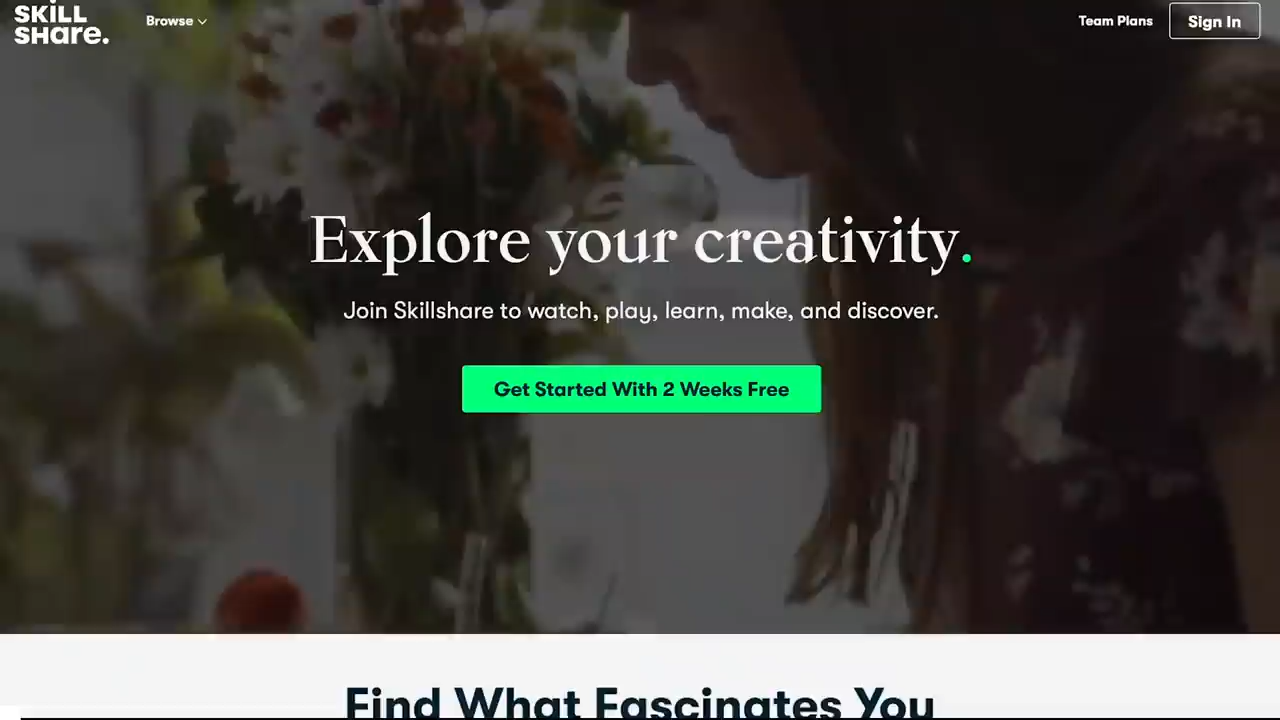 SKiLL
SHare.
Browse
Team Plans
Sign In
Explore your creativity.
Join Skillshare to watch, play, learn, make, and discover.
Get Started With 2 Weeks Free
Find What Fascinates You